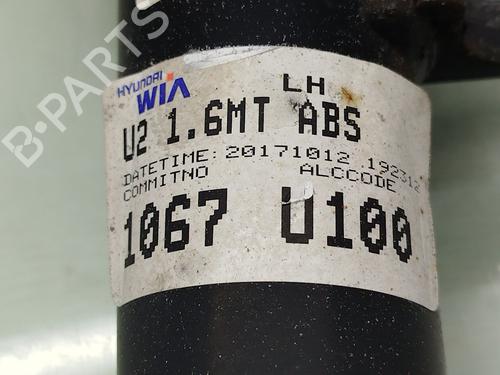 B-PARTS
HYUNDAI
WIA
LH
U2 1.6MT ABS
DATETIME: 20171012 192312
COMMITNO ALCCODE
1067 U100